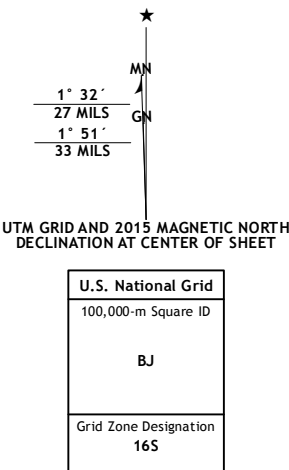 ★
MN
1° 32´
27 MILS
GN
1° 51´
33 MILS
UTM GRID AND 2015 MAGNETIC NORTH
DECLINATION AT CENTER OF SHEET
U.S. National Grid
100,000-m Square ID
BJ
Grid Zone Designation
16S